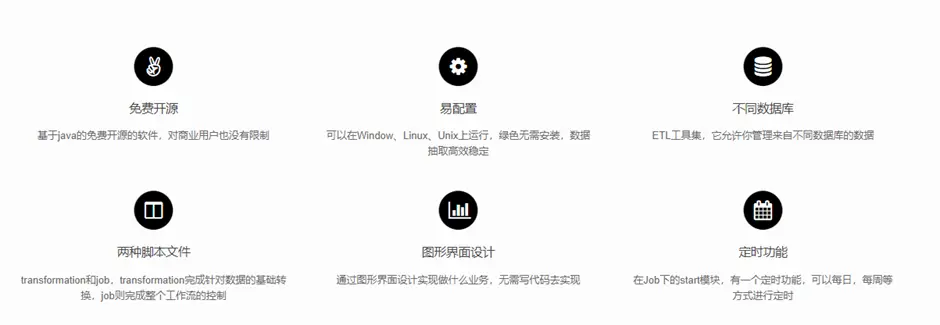 免费开源
基于java的免费开源的软件，对商业用户也没有限制
易配置
可以在Window、Linux、Unix上运行，绿色无需安装，数据
抽取高效稳定
不同数据库
ETL工具集，它允许你管理来自不同数据库的数据
两种脚本文件
transformation和job，transformation完成针对数据的基础转
换，job则完成整个工作流的控制
图形界面设计
通过图形界面设计实现做什么业务，无需写代码去实现
定时功能
在Job下的start模块，有一个定时功能，可以每日，每周等
方式进行定时